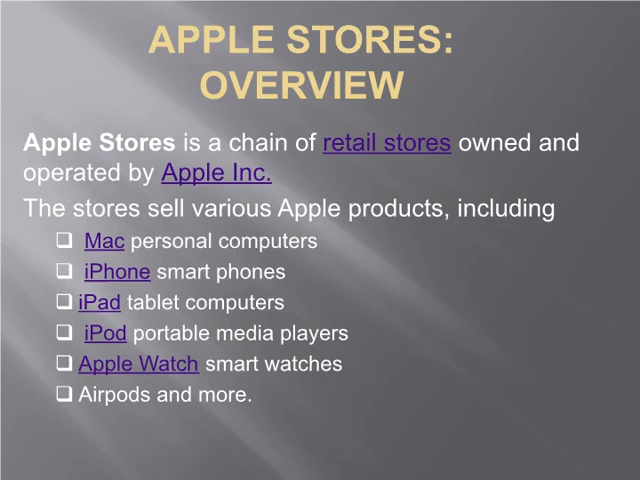 APPLE STORES:
OVERVIEW
Apple Stores is a chain of retail stores owned and
operated by Apple Inc.
The stores sell various Apple products, including
❑ Mac personal computers
❑ iPhone smart phones
❑ iPad tablet computers
❑ iPod portable media players
❑ Apple Watch smart watches
❑ Airpods and more.